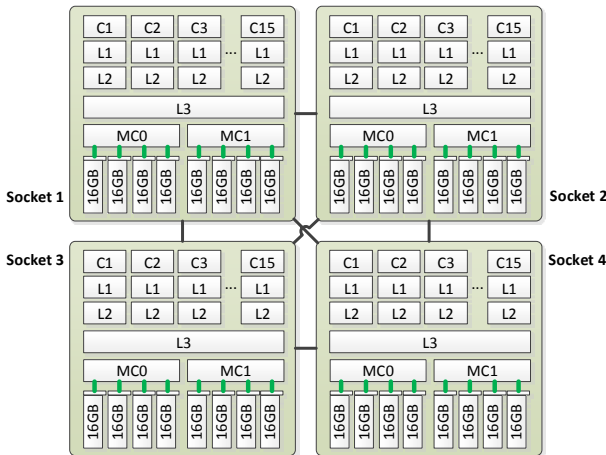 C1 C2 C3 C15
L1 L1 L1 ... L1
L2 L2 L2 L2
L3
MC0 MC1
16GB 16GB 16GB 16GB 16GB 16GB 16GB 16GB
Socket 1
C1 C2 C3 C15
L1 L1 L1 ... L1
L2 L2 L2 L2
L3
MC0 MC1
16GB 16GB 16GB 16GB 16GB 16GB 16GB 16GB
Socket 2
Socket 3
C1 C2 C3 C15
L1 L1 L1 ... L1
L2 L2 L2 L2
L3
MC0 MC1
16GB 16GB 16GB 16GB 16GB 16GB 16GB 16GB
Socket 4
C1 C2 C3 C15
L1 L1 L1 ... L1
L2 L2 L2 L2
L3
MC0 MC1
16GB 16GB 16GB 16GB 16GB 16GB 16GB 16GB